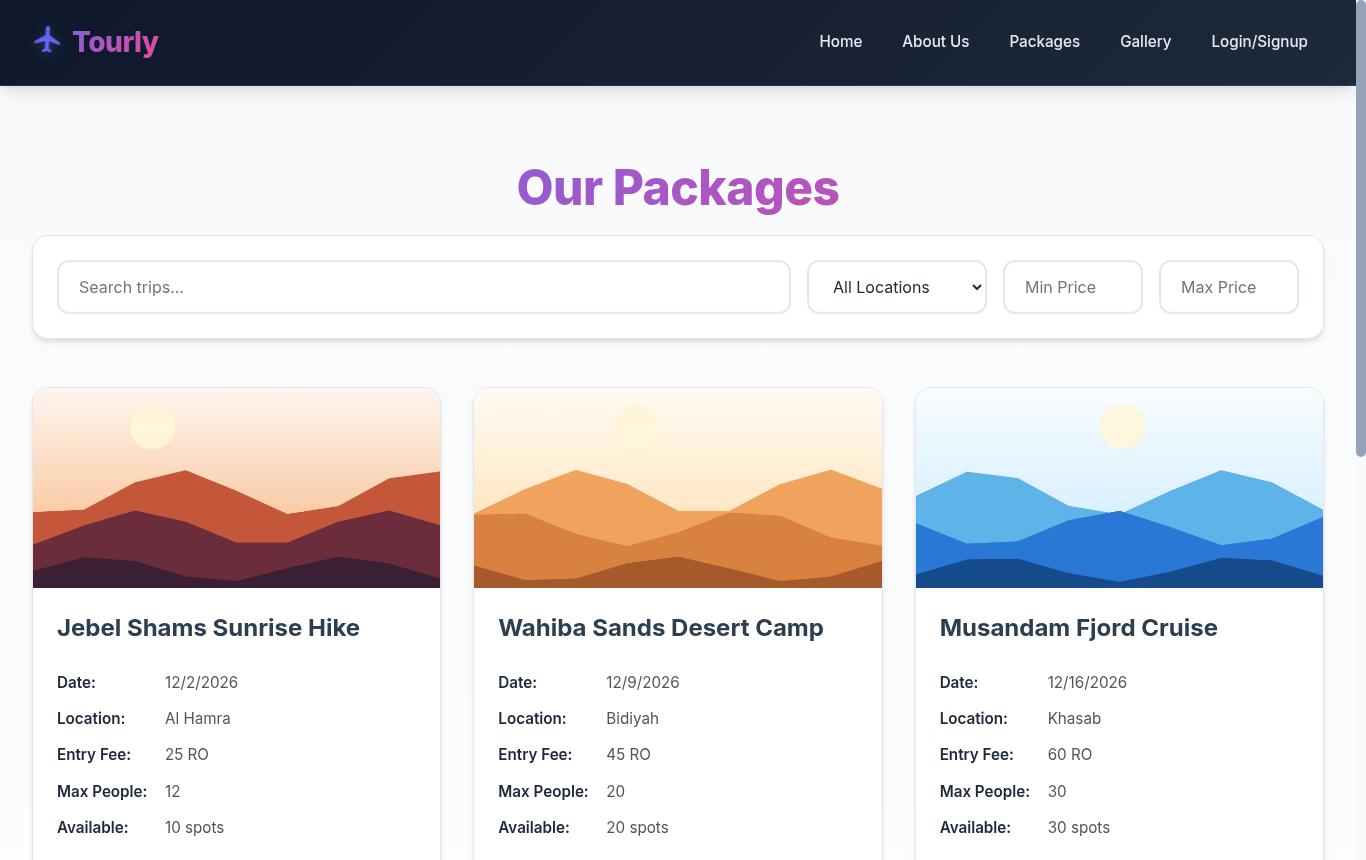 Tourly
Home About Us Packages Gallery Login/Signup
Our Packages
Search trips... All Locations Min Price Max Price
Jebel Shams Sunrise Hike
Date: 12/2/2026
Location: Al Hamra
Entry Fee: 25 RO
Max People: 12
Available: 10 spots
Wahiba Sands Desert Camp
Date: 12/9/2026
Location: Bidiyah
Entry Fee: 45 RO
Max People: 20
Available: 20 spots
Musandam Fjord Cruise
Date: 12/16/2026
Location: Khasab
Entry Fee: 60 RO
Max People: 30
Available: 30 spots